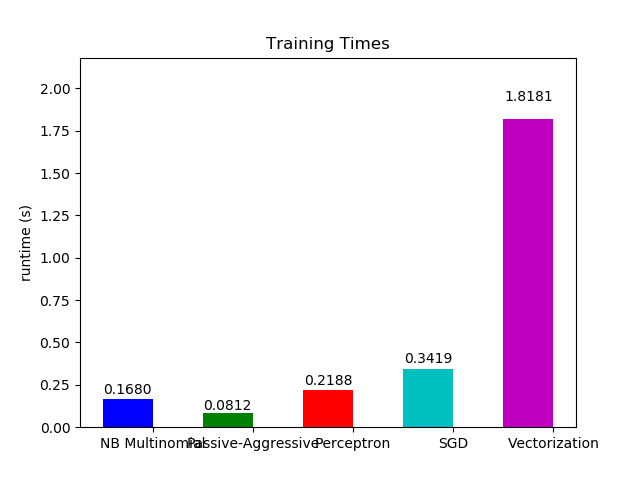 Training Times
runtime (s)
2.00
1.75
1.50
1.25
1.00
0.75
0.50
0.25
0.00
0.1680
0.0812
0.2188
0.3419
1.8181
NB Multinomial
Passive-Aggressive
Perceptron
SGD
Vectorization